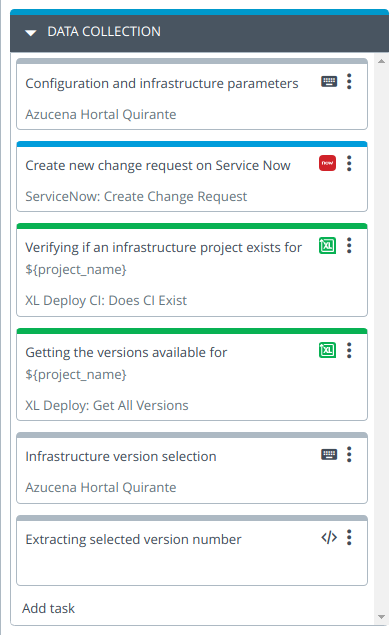 DATA COLLECTION
Configuration and infrastructure parameters
Azucena Hortal Quirante
Create new change request on Service Now
now
ServiceNow: Create Change Request
Verifying if an infrastructure project exists for
XL
${project_name}
XL Deploy CI: Does CI Exist
Getting the versions available for
XL
${project_name}
XL Deploy: Get All Versions
Infrastructure version selection
Azucena Hortal Quirante
Extracting selected version number
</>
Add task